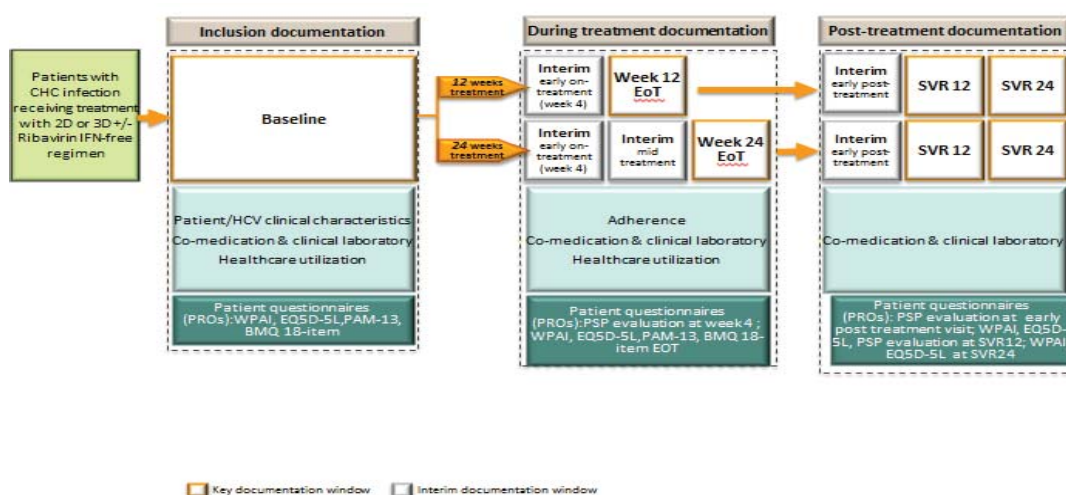 Inclusion documentation
During treatment documentation
Post-treatment documentation
Patients with
CHC infection
receiving treatment
with 2D or 3D +/-
Ribavirin IFN-free
regimen
Baseline
12 weeks
treatment
24 weeks
treatment
Interim
early on-
treatment
(week 4)
Week 12
EoT
Interim
early on-
treatment
(week 4)
Interim
mid
treatment
Week 24
EoT
Interim
early post-
treatment
SVR 12
SVR 24
Interim
early post-
treatment
SVR 12
SVR 24
Patient/HCV clinical characteristics
Co-medication & clinical laboratory
Healthcare utilization
Adherence
Co-medication & clinical laboratory
Healthcare utilization
Co-medication & clinical laboratory
Patient questionnaires
(PROs):WPAI, EQ5D-5L,PAM-13,
BMQ 18-item
Patient questionnaires
(PROs):PSP evaluation at week 4 ;
WPAI, EQ5D-5L,PAM-13, BMQ 18-
item EOT
Patient questionnaires
(PROs): PSP evaluation at early
post treatment visit; WPAI, EQ5D-
5L, PSP evaluation at SVR12; WPAI
EQ5D-5L at SVR24
Key documentation window
Interim documentation window